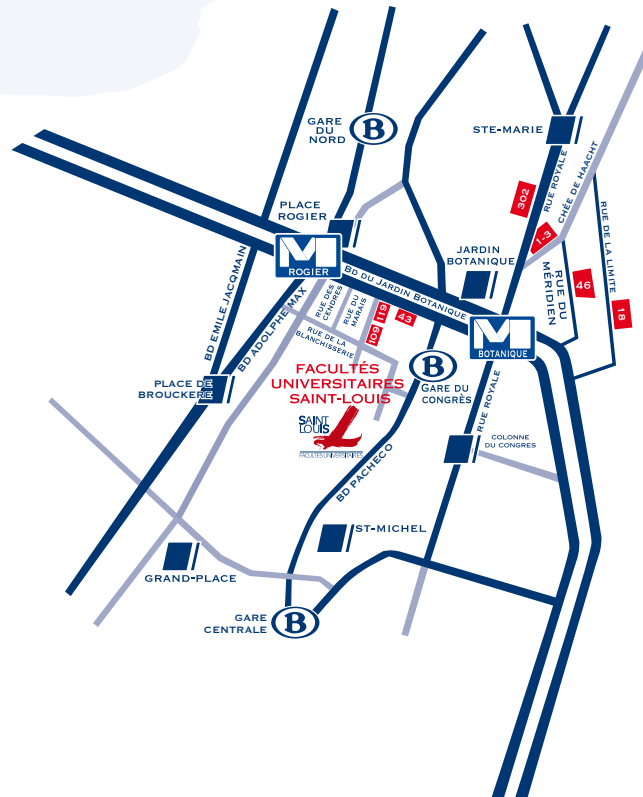 GARE
DU
NORD
B
STE-MARIE
RUE ROYALE
CHÉE DE HAACHT
302
1-3
RUE DE LA LIMITE
PLACE
ROGIER
M
ROGIER
BD DU JARDIN BOTANIQUE
JARDIN
BOTANIQUE
RUE DU
MÉRIDIEN
46
18
BD EMILE JACQMAIN
BD ADOLPHE MAX
RUE DES
CENDRES
RUE DU
MARAIS
109
119
43
RUE DE LA
BLANCHISSERIE
M
BOTANIQUE
B
GARE DU
CONGRÈS
FACULTÉS
UNIVERSITAIRES
SAINT-LOUIS
SAINT
LOUIS
FACULTÉS UNIVERSITAIRES
PLACE DE
BROUCKERE
RUE ROYALE
COLONNE
DU CONGRES
BD PACHECO
ST-MICHEL
GRAND-PLACE
GARE
CENTRALE
B